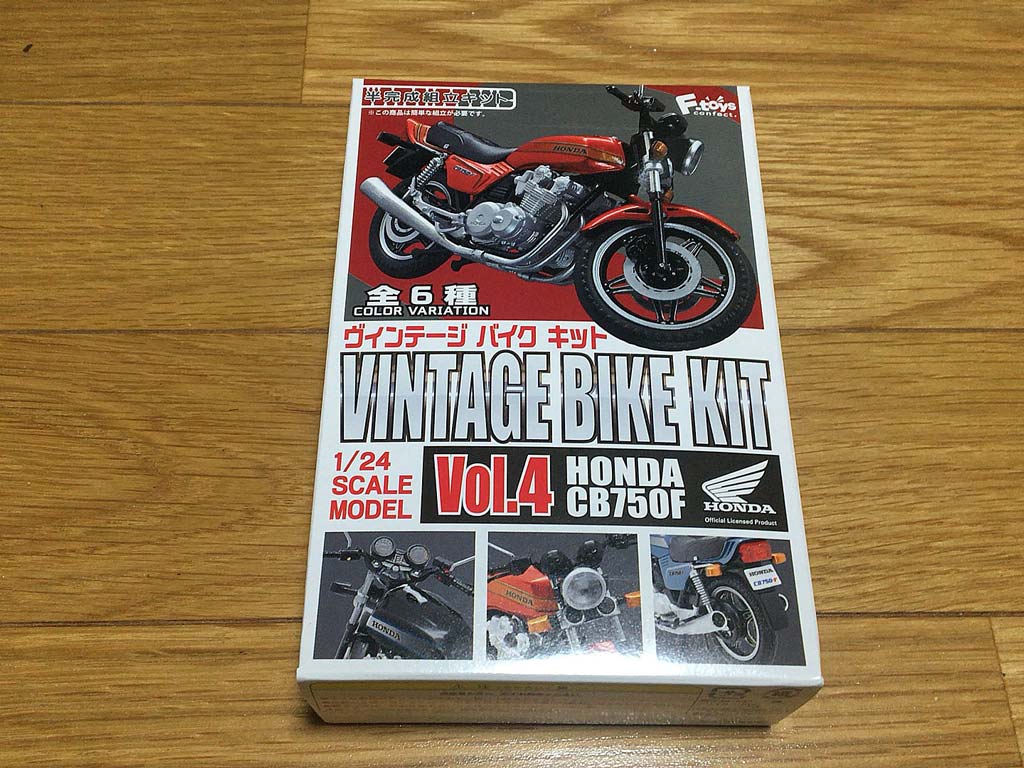 半完成組立キット
※この商品は簡単な組立が必要です。
F-toys
confect.
HONDA
全6種
COLOR VARIATION
ヴィンテージ バイク キット
VINTAGE BIKE KIT
1/24
SCALE
MODEL
Vol.4
HONDA
CB750F
HONDA
Official Licensed Product
HONDA
HONDA
HONDA
CB750-F